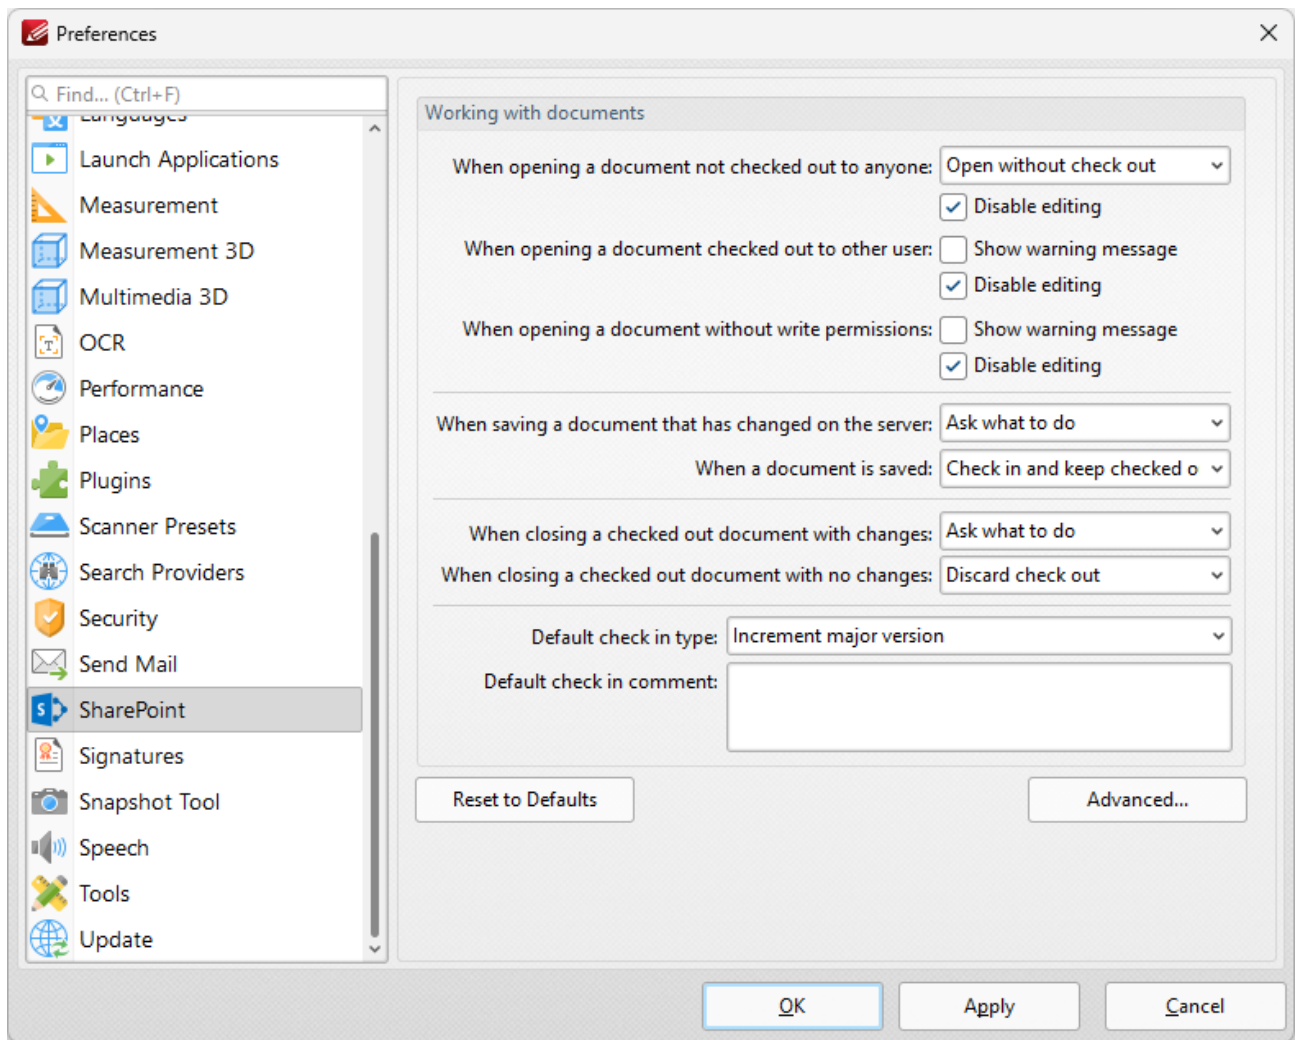 Preferences
Find... (Ctrl+F)
Languages
Launch Applications
Measurement
Measurement 3D
Multimedia 3D
OCR
Performance
Places
Plugins
Scanner Presets
Search Providers
Security
Send Mail
SharePoint
Signatures
Snapshot Tool
Speech
Tools
Update
Working with documents
When opening a document not checked out to anyone: Open without check out
Disable editing
When opening a document checked out to other user: Show warning message
Disable editing
When opening a document without write permissions: Show warning message
Disable editing
When saving a document that has changed on the server: Ask what to do
When a document is saved: Check in and keep checked o
When closing a checked out document with changes: Ask what to do
When closing a checked out document with no changes: Discard check out
Default check in type: Increment major version
Default check in comment:
Reset to Defaults
Advanced...
OK
Apply
Cancel